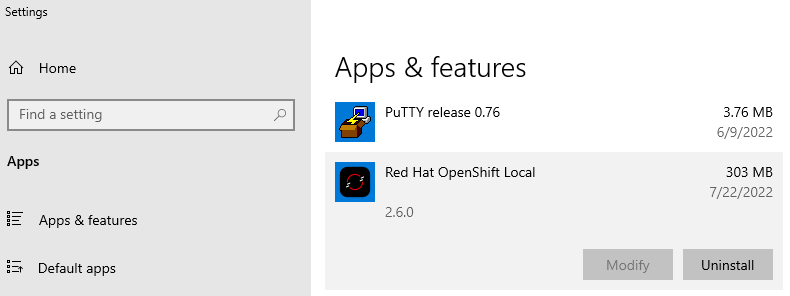 Settings
Home
Find a setting
Apps
Apps & features
Default apps
Apps & features
PuTTY release 0.76
3.76 MB
6/9/2022
Red Hat OpenShift Local
303 MB
7/22/2022
2.6.0
Modify
Uninstall